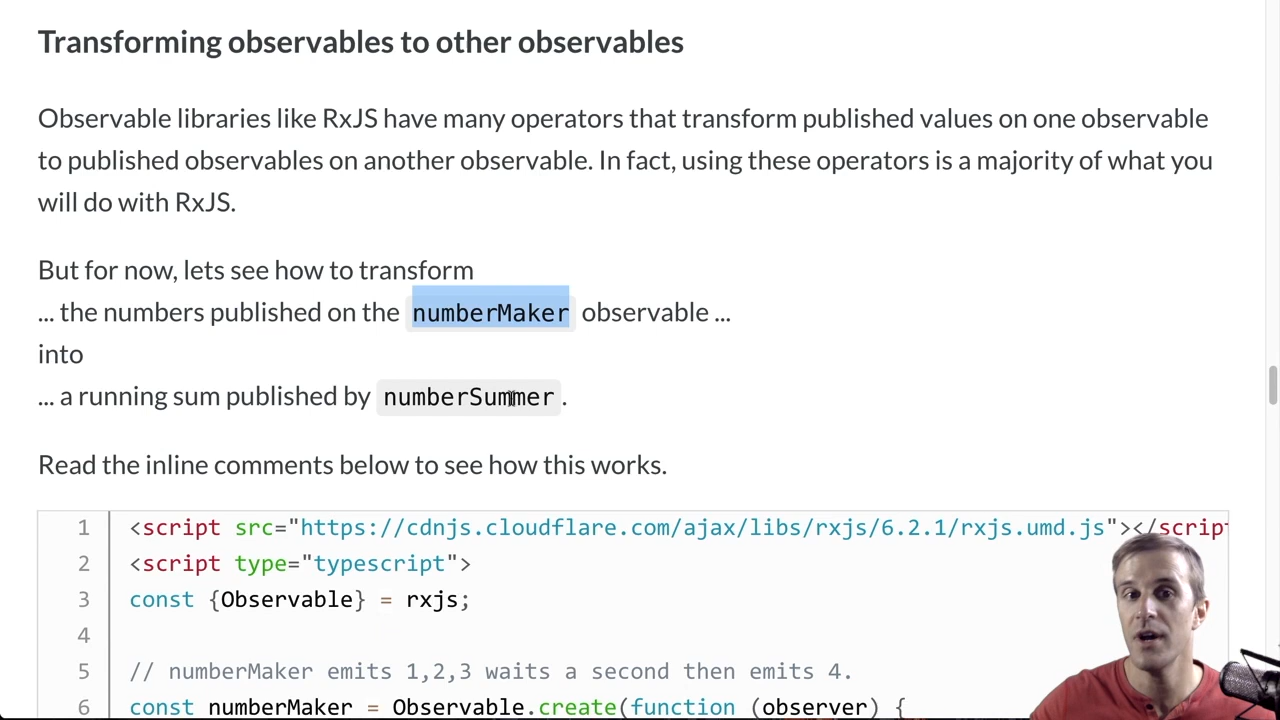 Transforming observables to other observables
Observable libraries like RxJS have many operators that transform published values on one observable
to published observables on another observable. In fact, using these operators is a majority of what you
will do with RxJS.
But for now, lets see how to transform
... the numbers published on the numberMaker observable ...
into
... a running sum published by numberSummer.
Read the inline comments below to see how this works.
1 <script src="https://cdnjs.cloudflare.com/ajax/libs/rxjs/6.2.1/rxjs.umd.js"></script
2 <script type="typescript">
3 const {Observable} = rxjs;
4
5 // numberMaker emits 1,2,3 waits a second then emits 4.
6 const numberMaker = Observable.create(function (observer) {